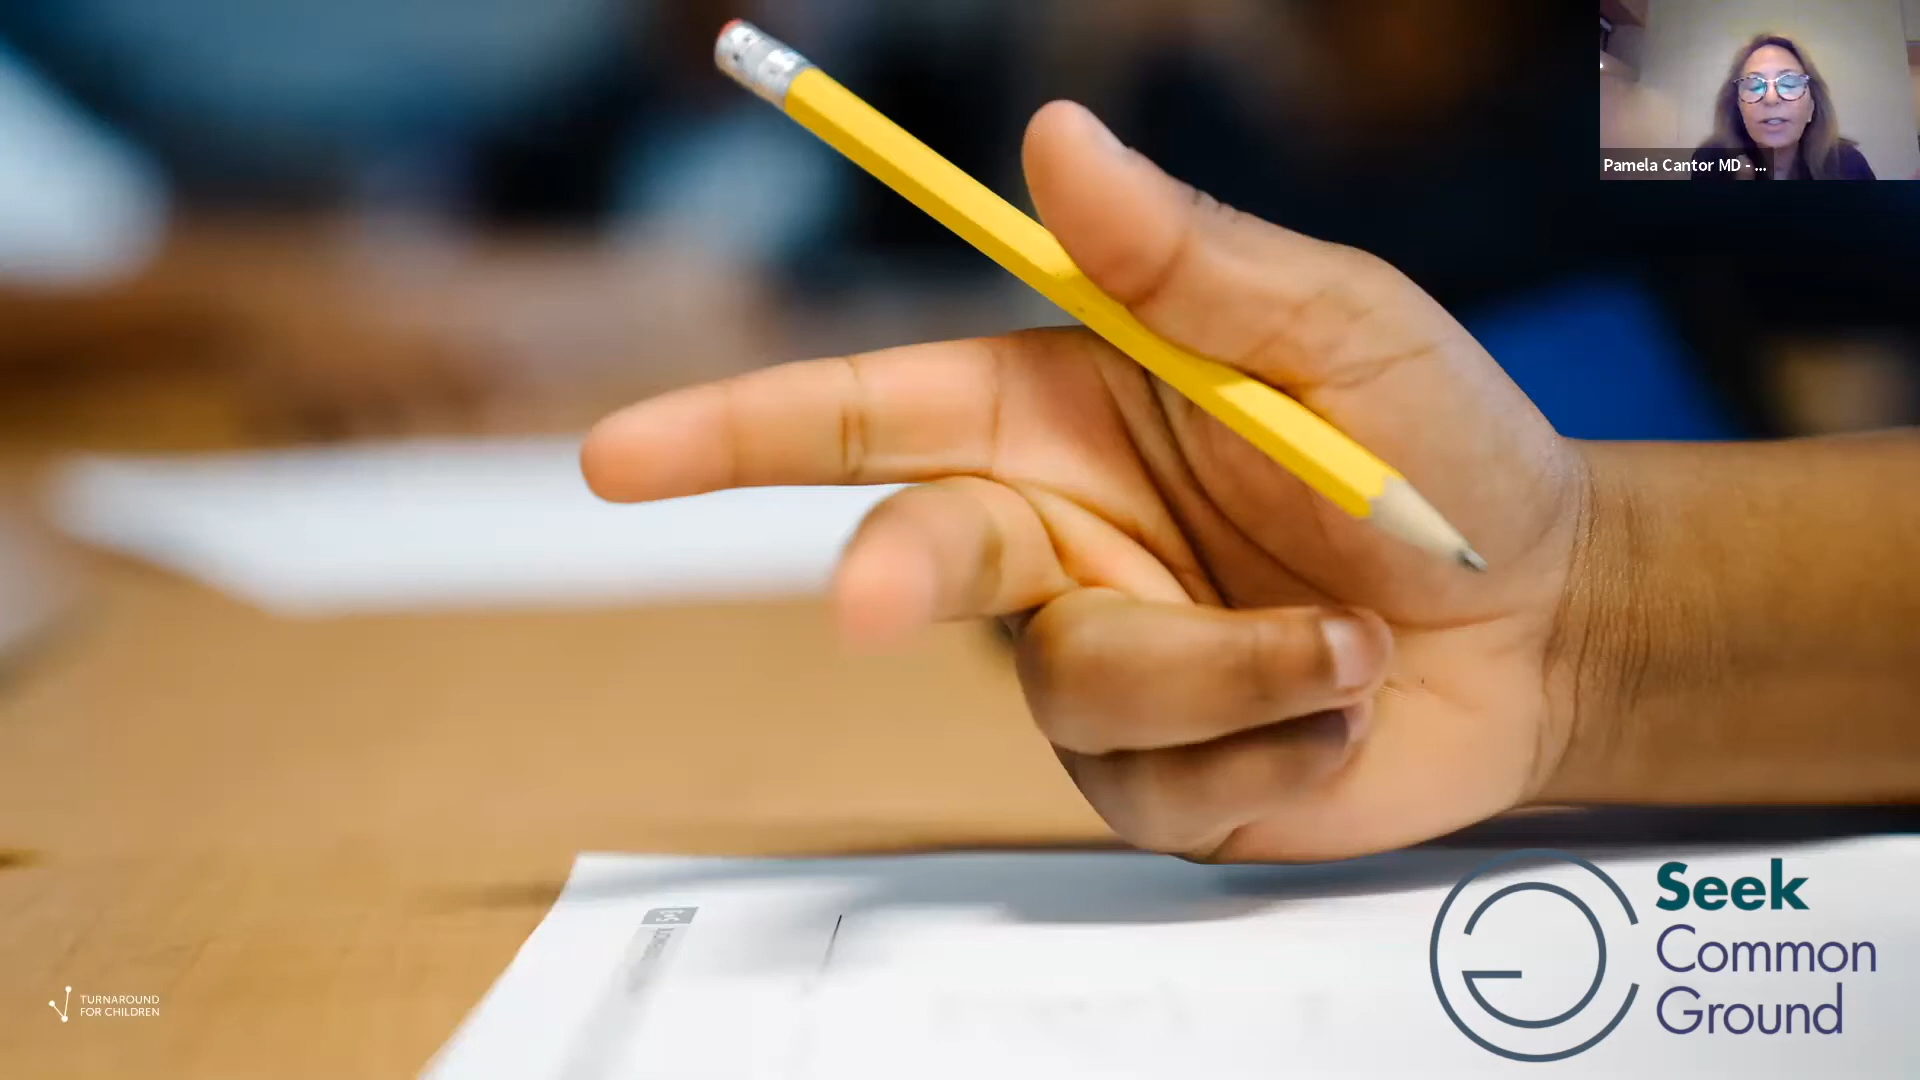 Pamela Cantor MD - ...
TURNAROUND
FOR CHILDREN
Seek
Common
Ground